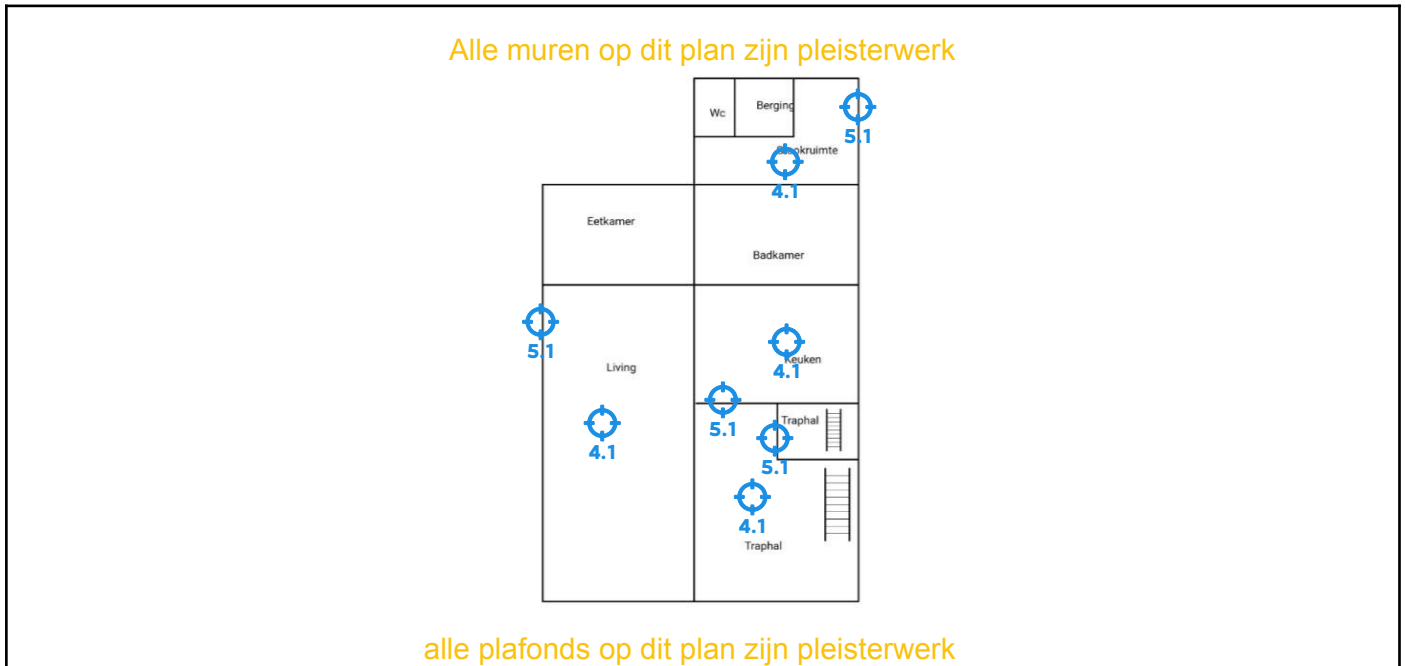 Alle muren op dit plan zijn pleisterwerk
Wc
Berging
5.1
Stookruimte
4.1
Eetkamer
Badkamer
5.1
Living
Keuken
4.1
5.1
Traphal
4.1
5.1
4.1
Traphal
alle plafonds op dit plan zijn pleisterwerk